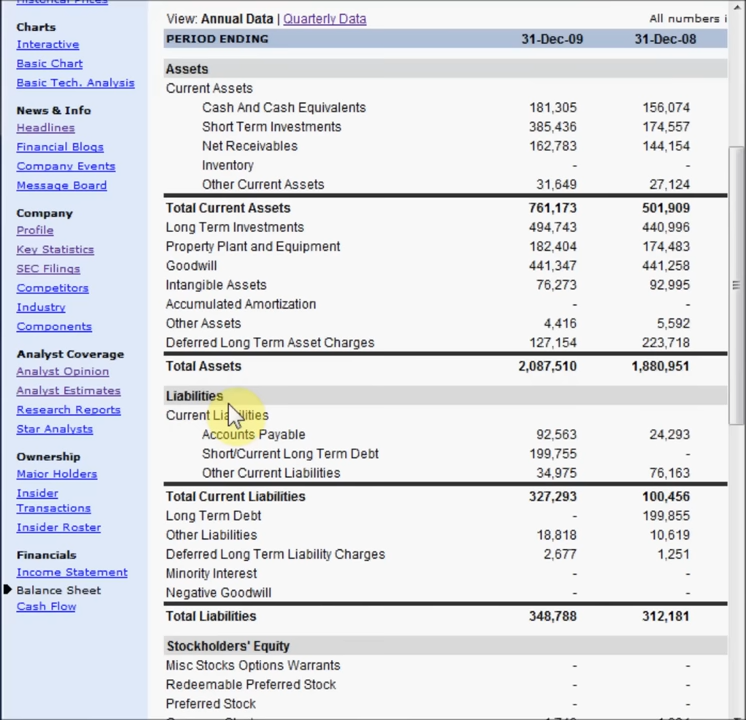 Historical Prices
Charts
Interactive
Basic Chart
Basic Tech. Analysis
News & Info
Headlines
Financial Blogs
Company Events
Message Board
Company
Profile
Key Statistics
SEC Filings
Competitors
Industry
Components
Analyst Coverage
Analyst Opinion
Analyst Estimates
Research Reports
Star Analysts
Ownership
Major Holders
Insider
Transactions
Insider Roster
Financials
Income Statement
Balance Sheet
Cash Flow
View: Annual Data | Quarterly Data All numbers i
PERIOD ENDING 31-Dec-09 31-Dec-08
Assets
Current Assets
Cash And Cash Equivalents 181,305 156,074
Short Term Investments 385,436 174,557
Net Receivables 162,783 144,154
Inventory - -
Other Current Assets 31,649 27,124
Total Current Assets 761,173 501,909
Long Term Investments 494,743 440,996
Property Plant and Equipment 182,404 174,483
Goodwill 441,347 441,258
Intangible Assets 76,273 92,995
Accumulated Amortization - -
Other Assets 4,416 5,592
Deferred Long Term Asset Charges 127,154 223,718
Total Assets 2,087,510 1,880,951
Liabilities
Current Liabilities
Accounts Payable 92,563 24,293
Short/Current Long Term Debt 199,755 -
Other Current Liabilities 34,975 76,163
Total Current Liabilities 327,293 100,456
Long Term Debt - 199,855
Other Liabilities 18,818 10,619
Deferred Long Term Liability Charges 2,677 1,251
Minority Interest - -
Negative Goodwill - -
Total Liabilities 348,788 312,181
Stockholders' Equity
Misc Stocks Options Warrants - -
Redeemable Preferred Stock - -
Preferred Stock - -